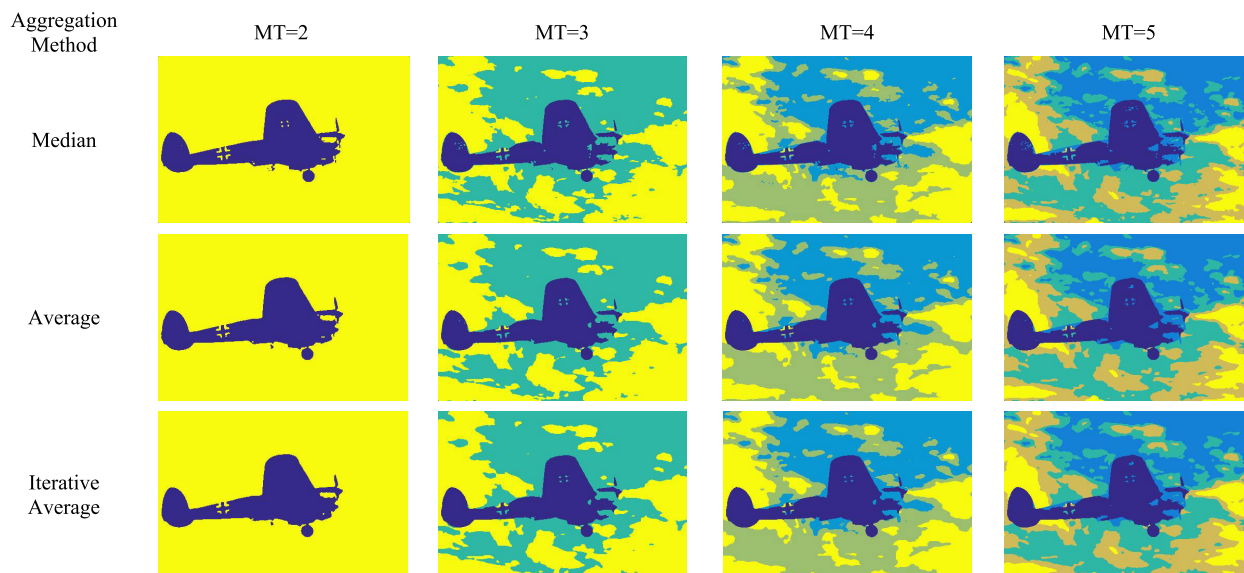 Aggregation
Method
MT=2
MT=3
MT=4
MT=5
Median
Average
Iterative
Average